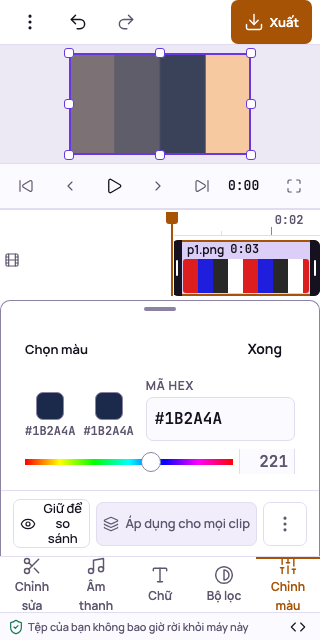 Xuất
0:00
0:02
p1.png 0:03
Chọn màu
Xong
MÃ HEX
#1B2A4A
#1B2A4A #1B2A4A
221
Giữ để
so
sánh
Áp dụng cho mọi clip
Chỉnh
sửa
Âm
thanh
Chữ
Bộ lọc
Chỉnh
màu
Tệp của bạn không bao giờ rời khỏi máy này